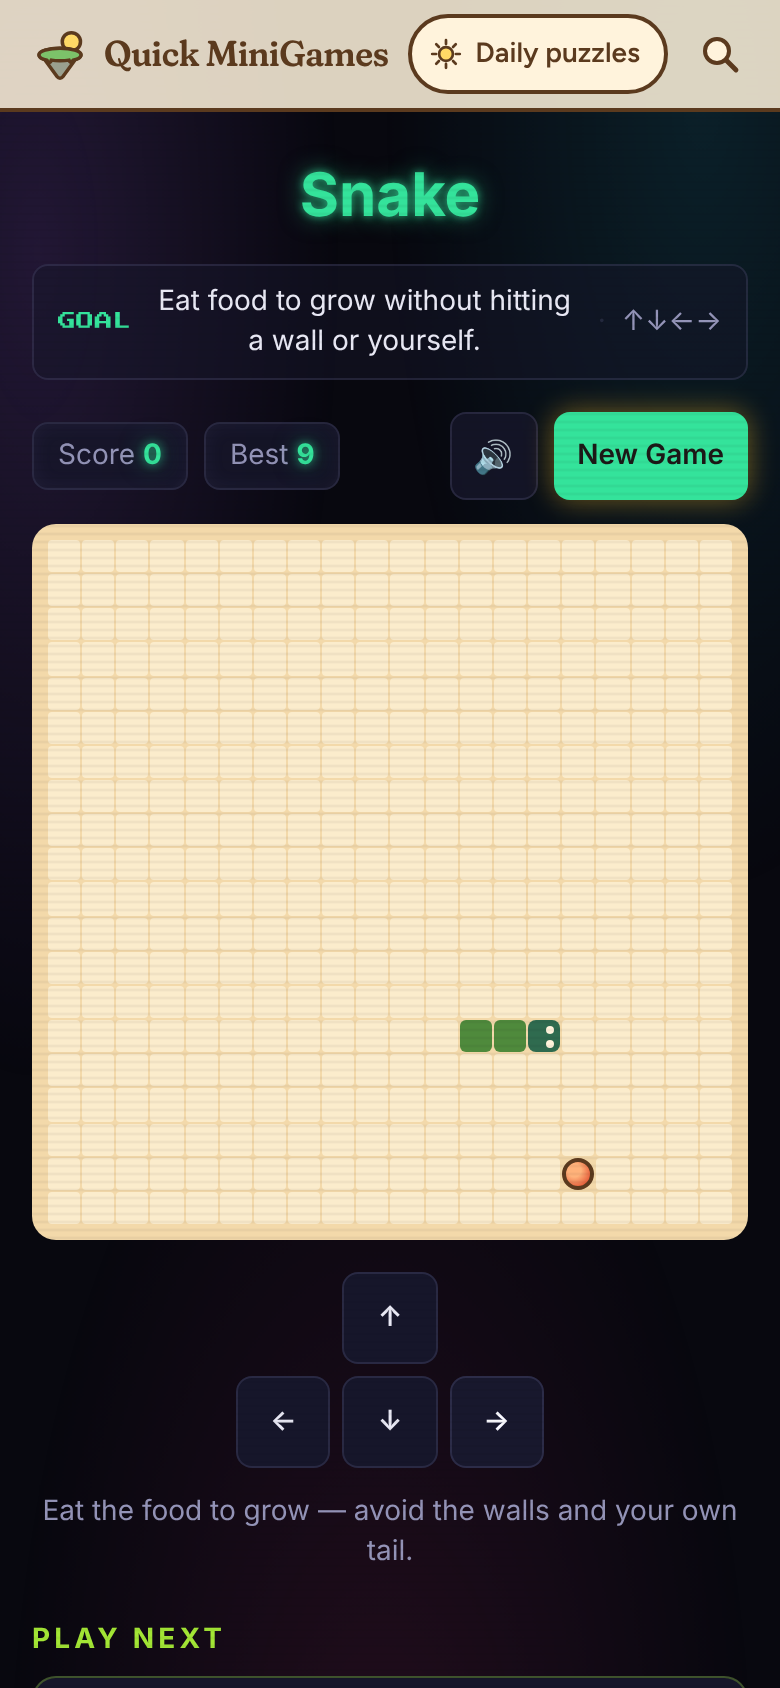 Quick MiniGames
Daily puzzles
Snake
GOAL
Eat food to grow without hitting
a wall or yourself.
· ↑↓←→
Score 0
Best 9
New Game
↑
← ↓ →
Eat the food to grow — avoid the walls and your own
tail.
PLAY NEXT